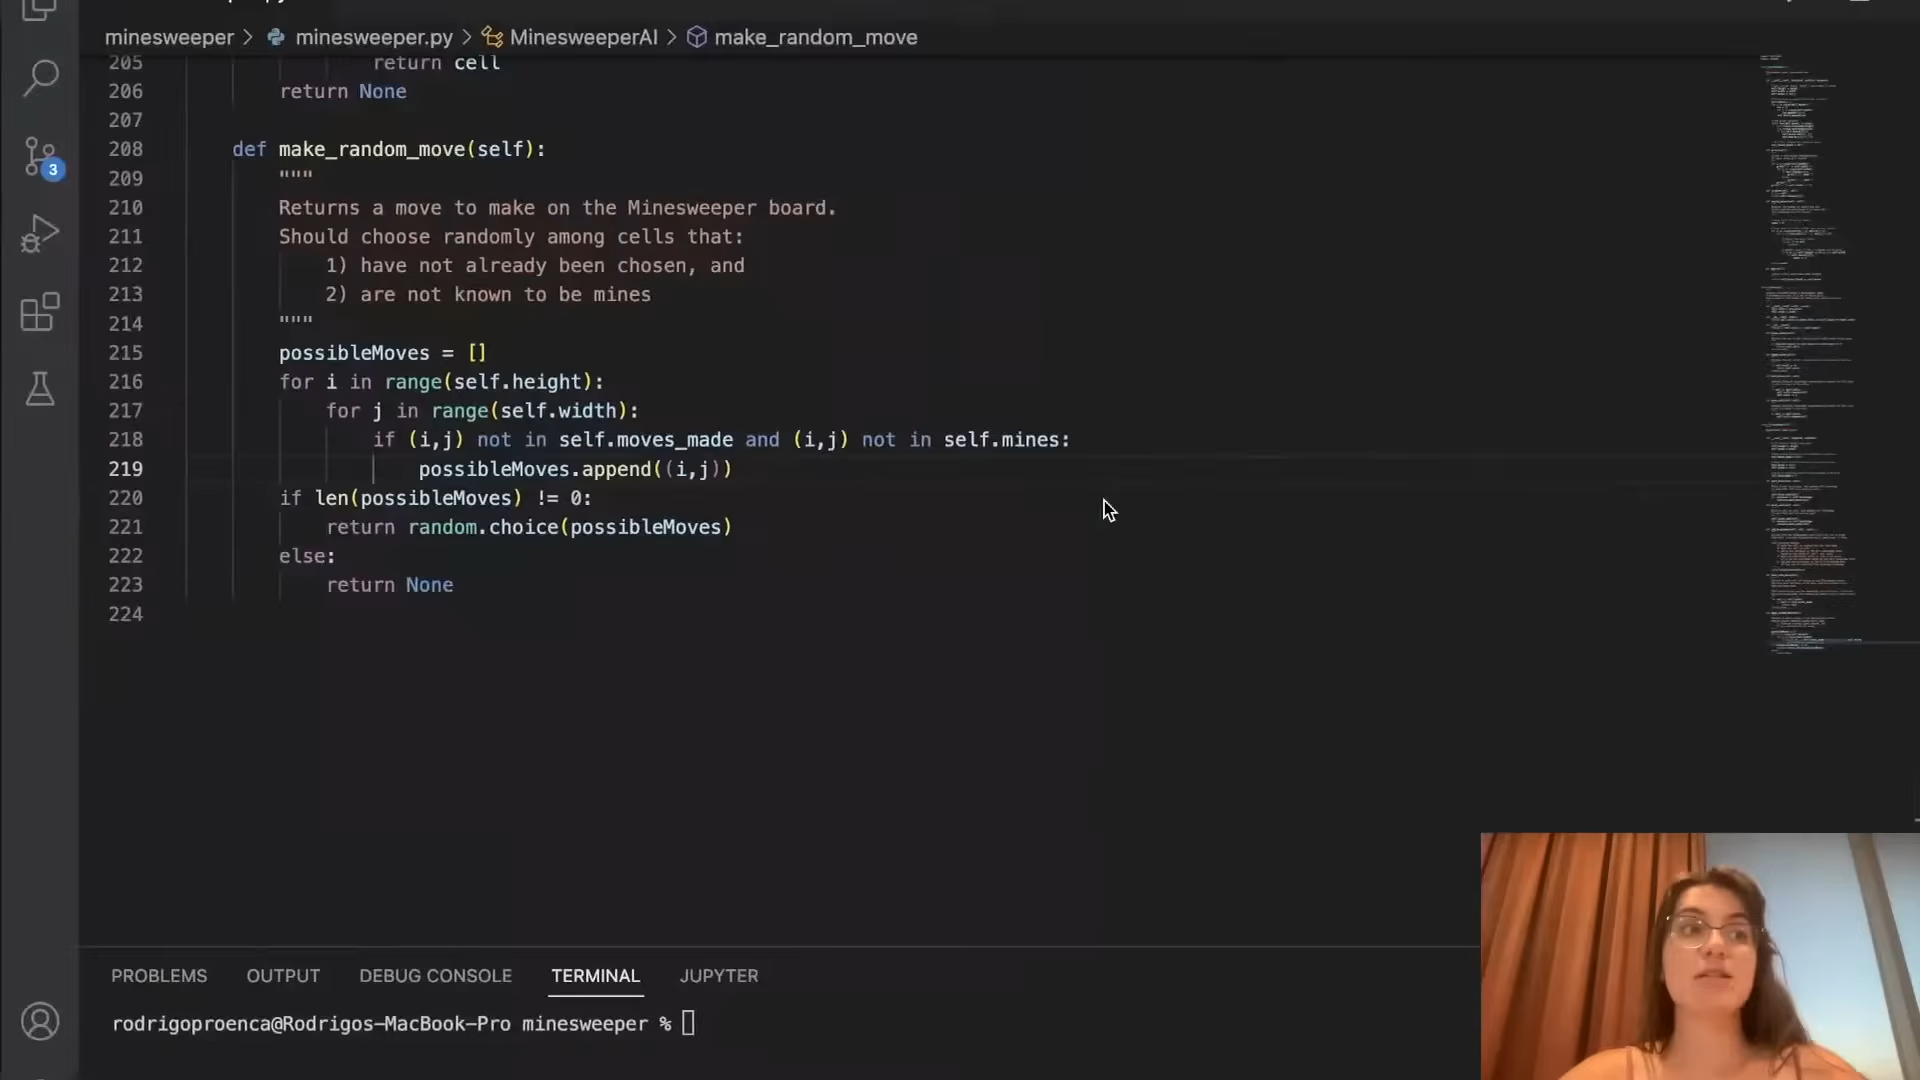 minesweeper > minesweeper.py > MinesweeperAI > make_random_move
205 return cell
206 return None
207
208 def make_random_move(self):
209 """
210 Returns a move to make on the Minesweeper board.
211 Should choose randomly among cells that:
212 1) have not already been chosen, and
213 2) are not known to be mines
214 """
215 possibleMoves = []
216 for i in range(self.height):
217 for j in range(self.width):
218 if (i,j) not in self.moves_made and (i,j) not in self.mines:
219 possibleMoves.append((i,j))
220 if len(possibleMoves) != 0:
221 return random.choice(possibleMoves)
222 else:
223 return None
224
3
PROBLEMS OUTPUT DEBUG CONSOLE TERMINAL JUPYTER
rodrigoproenca@Rodrigos-MacBook-Pro minesweeper %